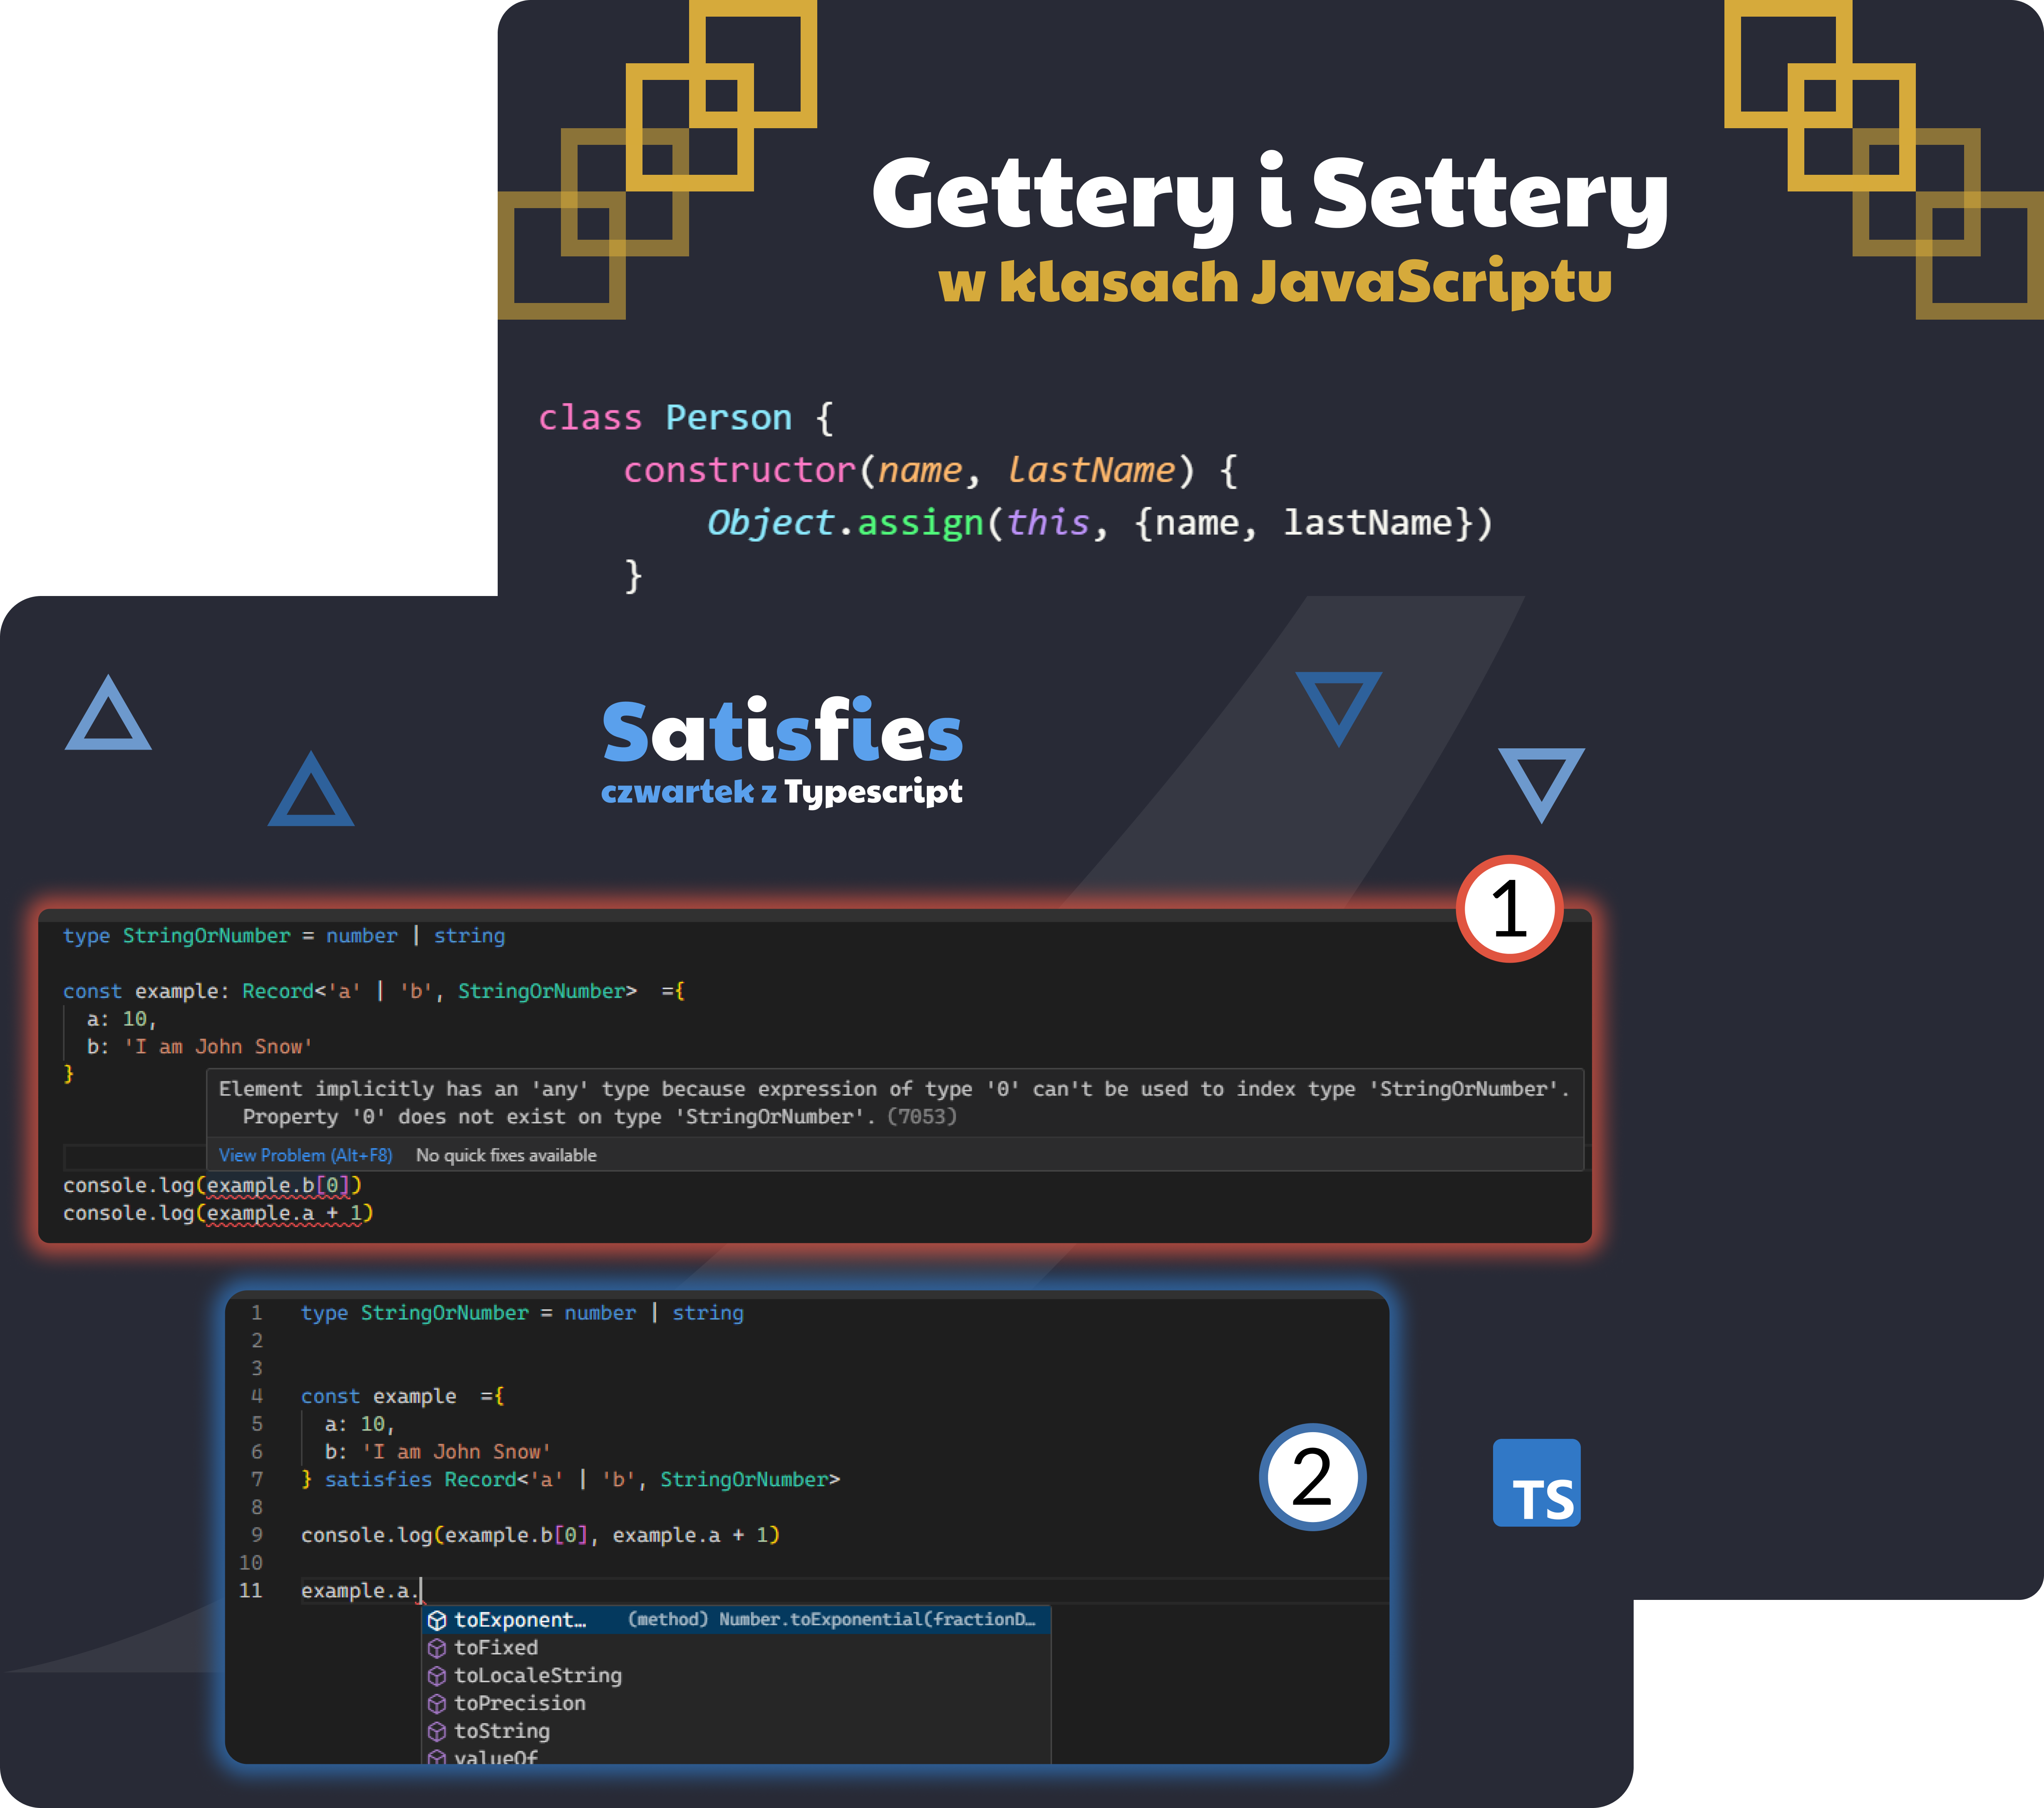 Gettery i Settery
w klasach JavaScriptu
class Person {
constructor(name, lastName) {
Object.assign(this, {name, lastName})
}
Satisfies
czwartek z Typescript
1
type StringOrNumber = number | string
const example: Record<'a' | 'b', StringOrNumber>  ={
a: 10,
b: 'I am John Snow'
}
Element implicitly has an 'any' type because expression of type '0' can't be used to index type 'StringOrNumber'.
Property '0' does not exist on type 'StringOrNumber'. (7053)
View Problem (Alt+F8) No quick fixes available
console.log(example.b[0])
console.log(example.a + 1)
1 type StringOrNumber = number | string
2
3
4 const example  ={
5 a: 10,
6 b: 'I am John Snow'
7 } satisfies Record<'a' | 'b', StringOrNumber>
8
9 console.log(example.b[0], example.a + 1)
10
11 example.a.
2
TS
toExponent… (method) Number.toExponential(fractionD…
toFixed
toLocaleString
toPrecision
toString
valueOf